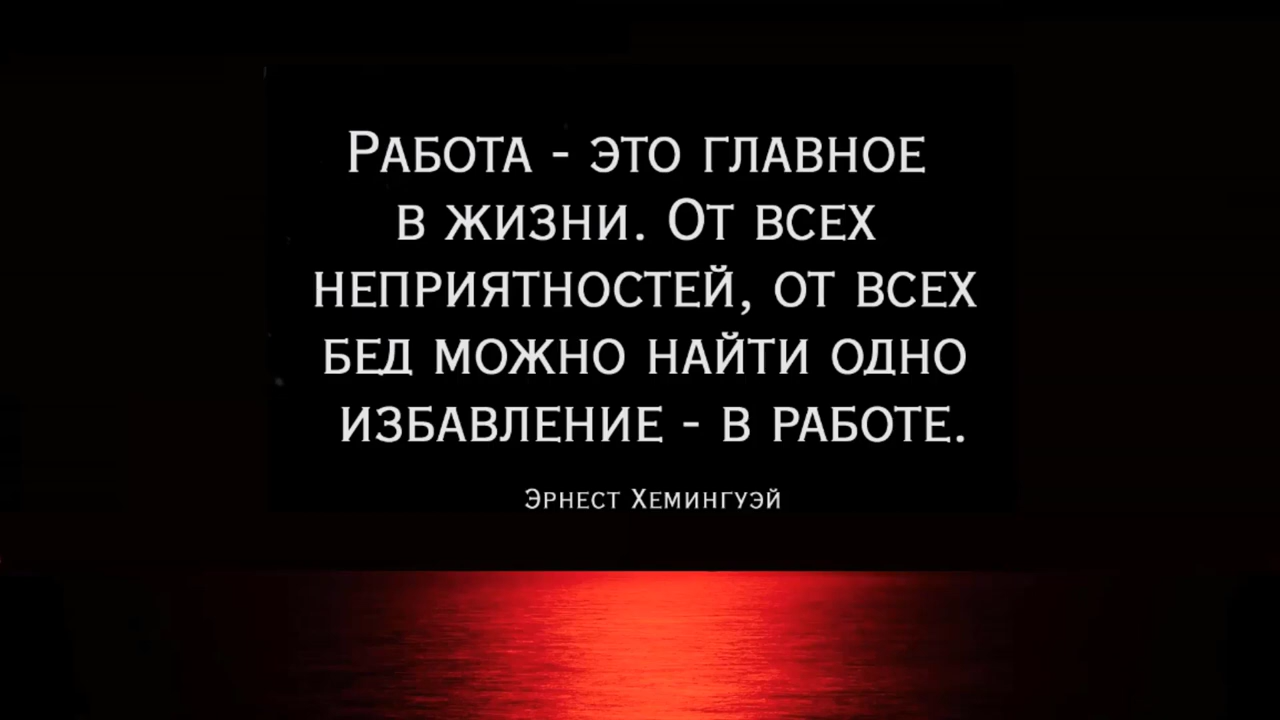 Работа - это главное
в жизни. От всех
неприятностей, от всех
бед можно найти одно
избавление - в работе.
Эрнест Хемингуэй